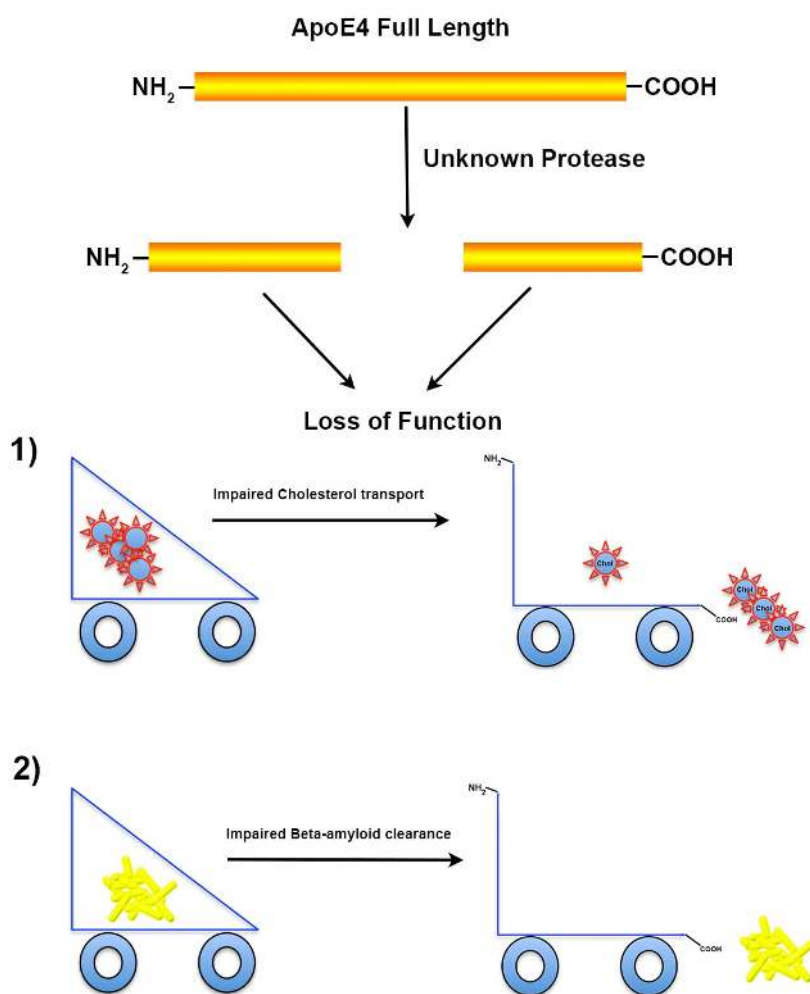 ApoE4 Full Length
NH2 COOH
Unknown Protease
NH2 COOH
Loss of Function
1)
NH2
Impaired Cholesterol transport
Chol
Chol
Chol
Chol
COOH
2)
NH2
Impaired Beta-amyloid clearance
COOH